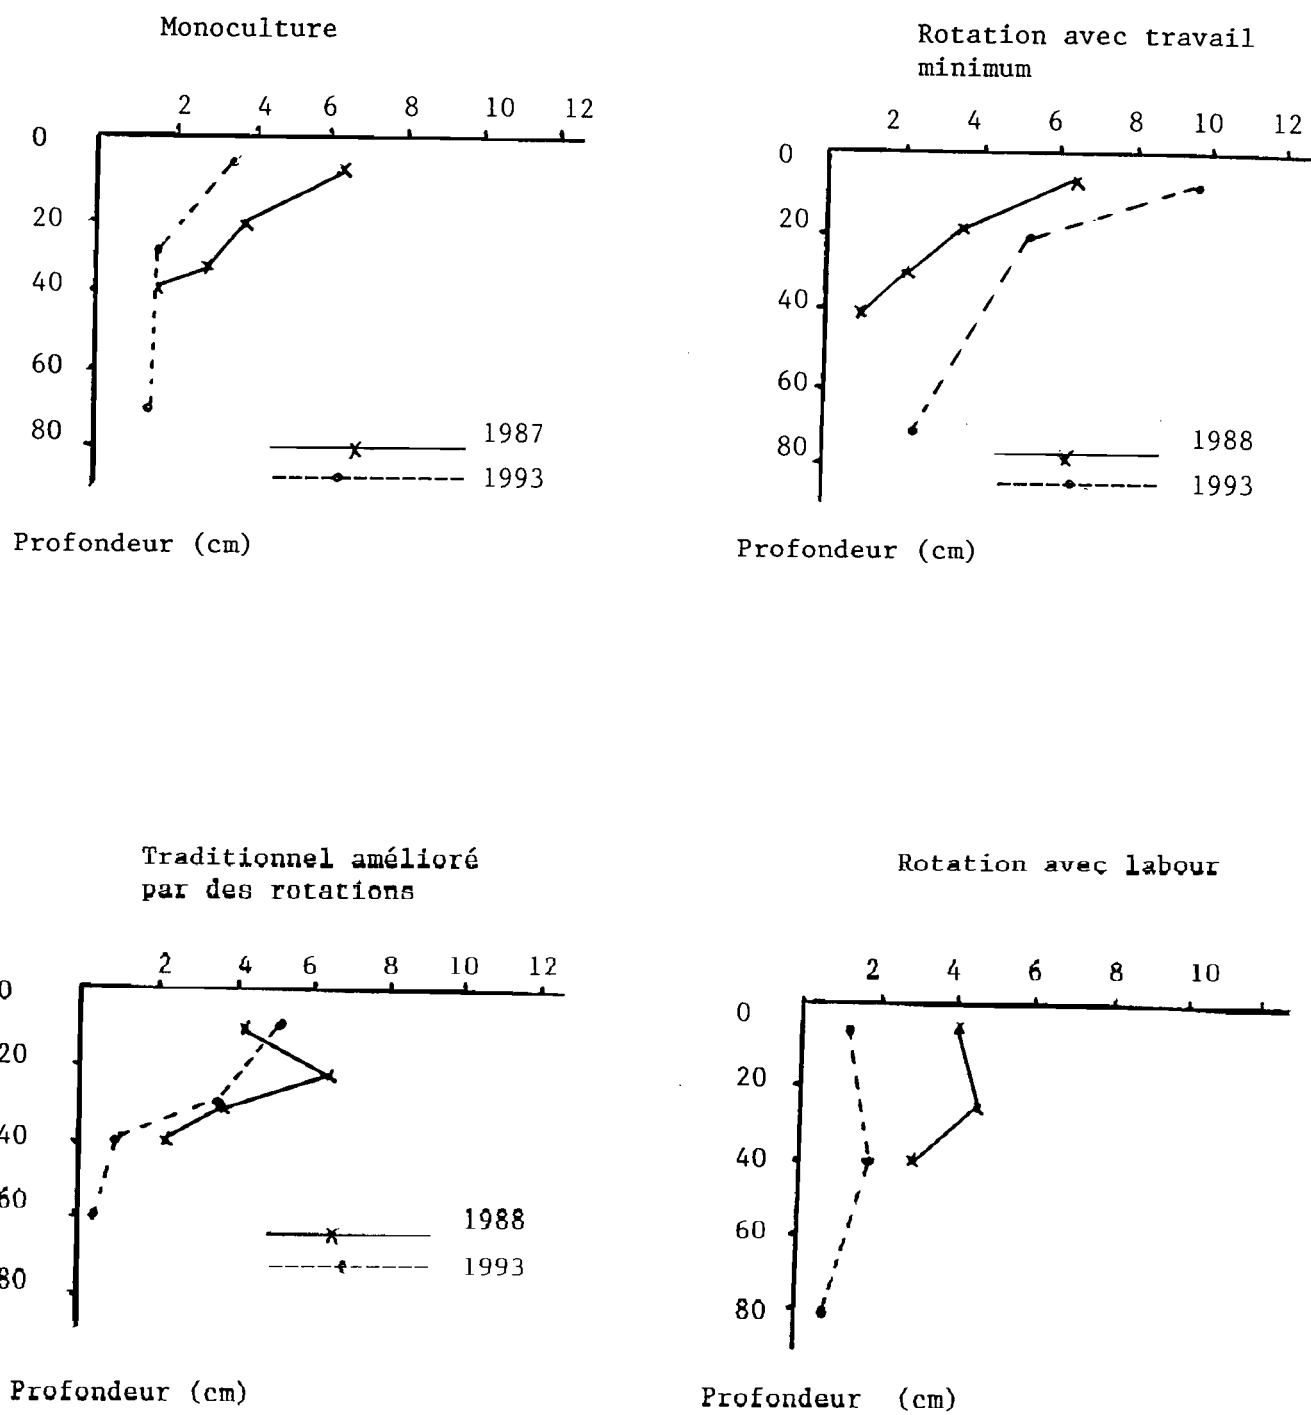 Monoculture
2 4 6 8 10 12
0
20
40
60
80
1987
1993
Profondeur (cm)
Rotation avec travail
minimum
2 4 6 8 10 12
0
20
40
60
80
1988
1993
Profondeur (cm)
Traditionnel amélioré
par des rotations
2 4 6 8 10 12
0
20
40
60
80
1988
1993
Profondeur (cm)
Rotation avec labour
2 4 6 8 10
0
20
40
60
80
Profondeur (cm)